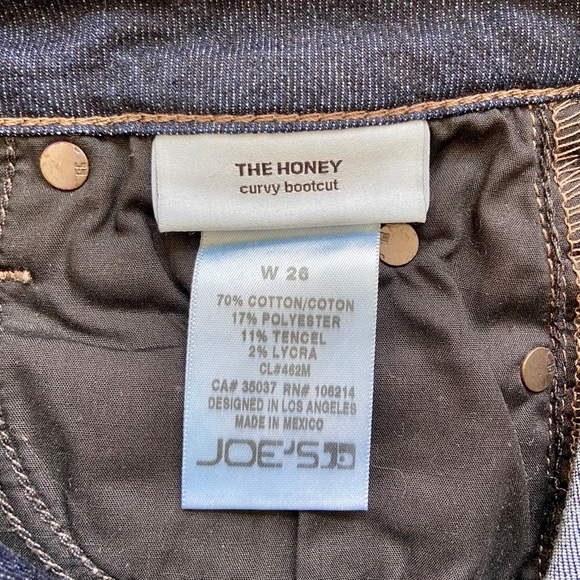 THE HONEY
curvy bootcut
W 26
70% COTTON/COTON
17% POLYESTER
11% TENCEL
2% LYCRA
CL#462M
CA# 35037 RN# 106214
DESIGNED IN LOS ANGELES
MADE IN MEXICO
JOE'S